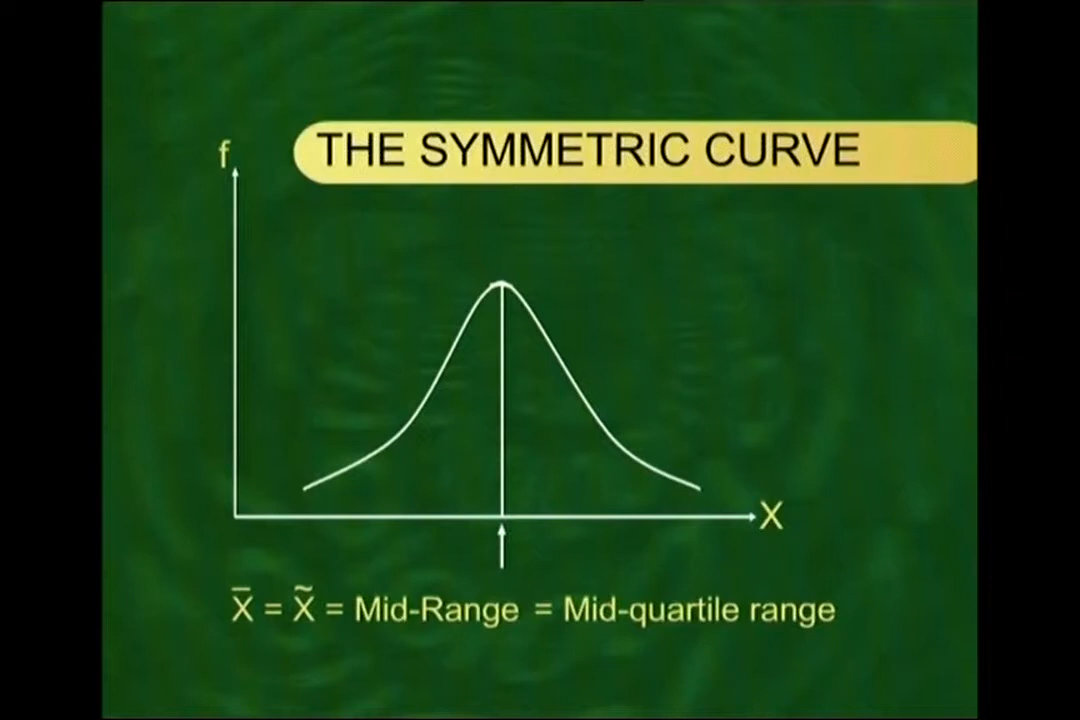 THE SYMMETRIC CURVE
f
X
X̄ = X̃ = Mid-Range = Mid-quartile range